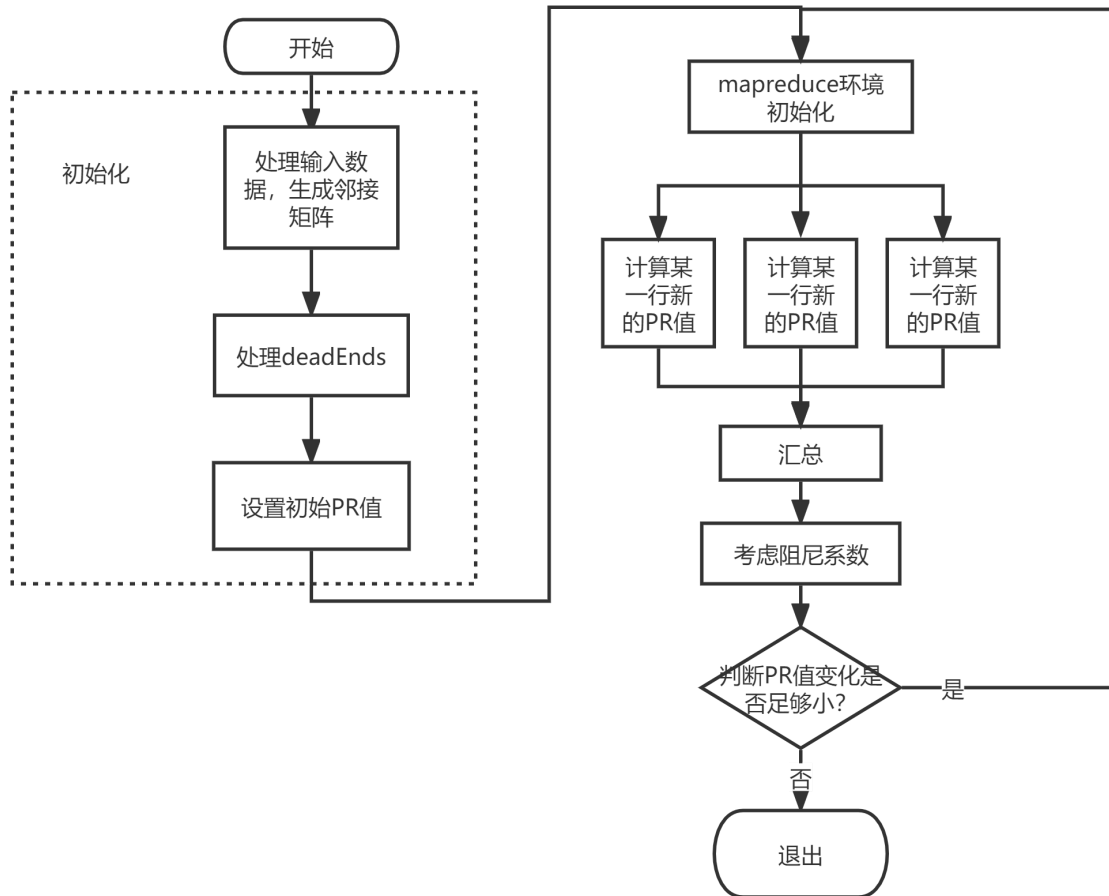 开始
初始化
处理输入数
据，生成邻接
矩阵
处理deadEnds
设置初始PR值
mapreduce环境
初始化
计算某
一行新
的PR值
计算某
一行新
的PR值
计算某
一行新
的PR值
汇总
考虑阻尼系数
判断PR值变化是
否足够小？
是
否
退出